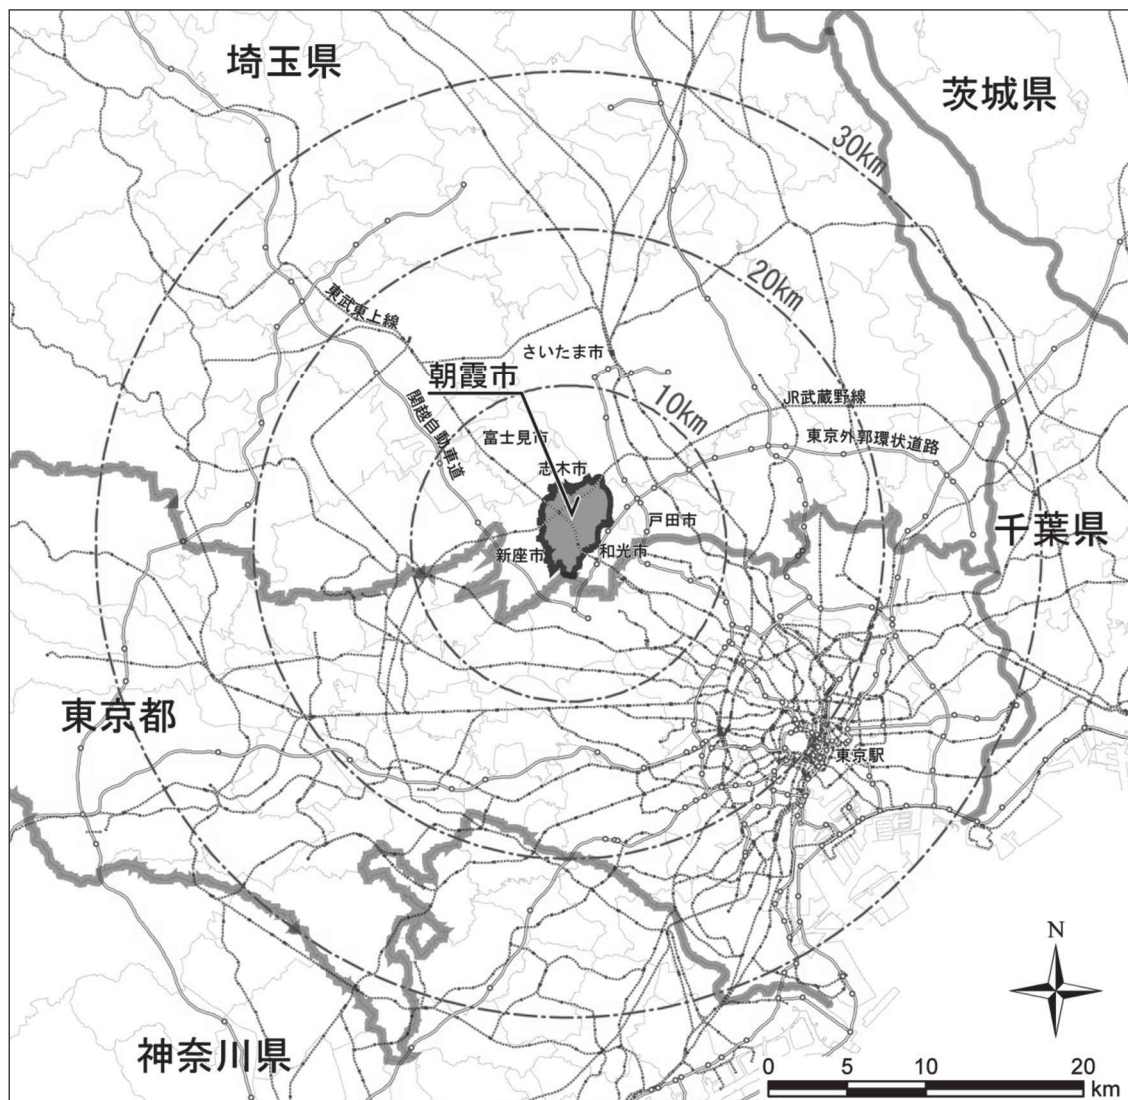 埼玉県
茨城県
30km
20km
東武東上線
さいたま市
朝霞市
10km
JR武蔵野線
関越自動車道
富士見市
東京外郭環状道路
志木市
戸田市
千葉県
新座市
和光市
東京都
東京駅
N
神奈川県
0 5 10 20
km